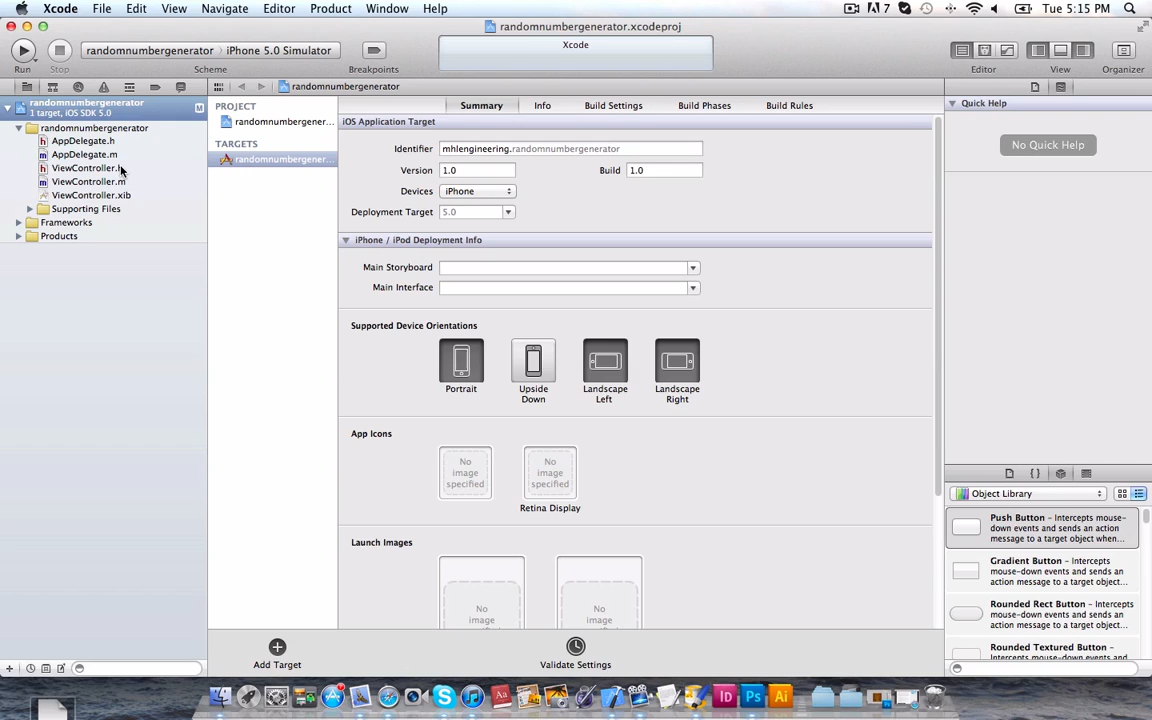 Xcode File Edit View Navigate Editor Product Window Help 7 Tue 5:15 PM
randomnumbergenerator.xcodeproj
randomnumbergenerator iPhone 5.0 Simulator Xcode
Run Stop Scheme Breakpoints Editor View Organizer
randomnumbergenerator
randomnumbergenerator M
1 target, iOS SDK 5.0
randomnumbergenerator
h AppDelegate.h
m AppDelegate.m
h ViewController.h
m ViewController.m
ViewController.xib
Supporting Files
Frameworks
Products
PROJECT
randomnumbergener...
TARGETS
randomnumbergener...
Summary Info Build Settings Build Phases Build Rules
iOS Application Target
Identifier mhlengineering.randomnumbergenerator
Version 1.0 Build 1.0
Devices iPhone
Deployment Target 5.0
iPhone / iPod Deployment Info
Main Storyboard
Main Interface
Supported Device Orientations
Portrait Upside Down Landscape Left Landscape Right
App Icons
No image specified No image specified
Retina Display
Launch Images
No No
Add Target Validate Settings
Quick Help
No Quick Help
{}
Object Library
Push Button - Intercepts mouse-
down events and sends an action
message to a target object when...
Gradient Button - Intercepts
mouse-down events and sends an
action message to a target object...
Rounded Rect Button - Intercepts
mouse-down events and sends an
action message to a target object...
Rounded Textured Button -
Aa S Id Ps Ai